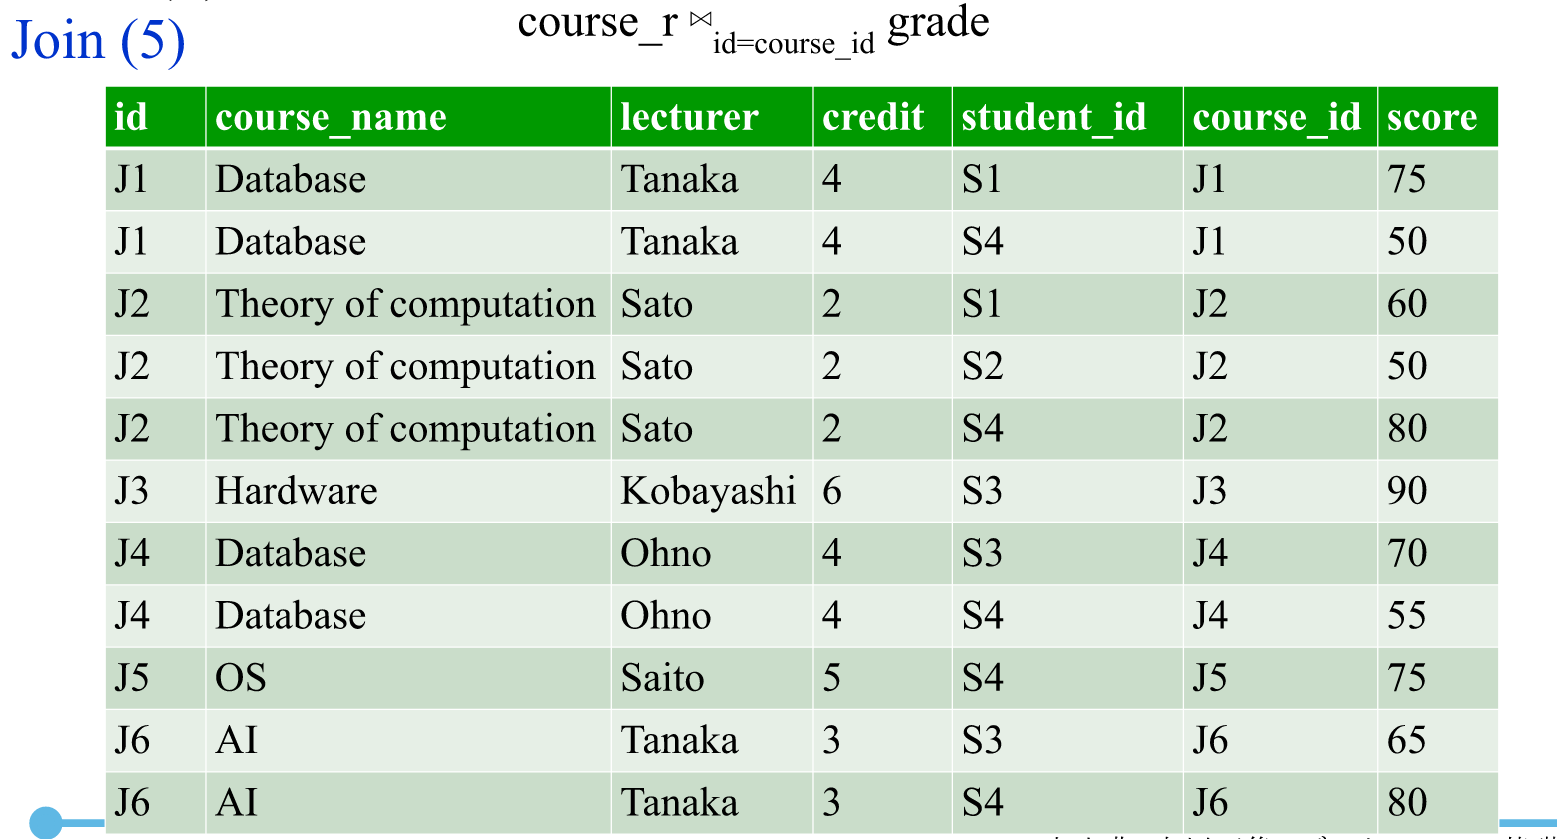 Join (5)
course_r ⋈id=course_id grade
id course_name lecturer credit student_id course_id score
J1 Database Tanaka 4 S1 J1 75
J1 Database Tanaka 4 S4 J1 50
J2 Theory of computation Sato 2 S1 J2 60
J2 Theory of computation Sato 2 S2 J2 50
J2 Theory of computation Sato 2 S4 J2 80
J3 Hardware Kobayashi 6 S3 J3 90
J4 Database Ohno 4 S3 J4 70
J4 Database Ohno 4 S4 J4 55
J5 OS Saito 5 S4 J5 75
J6 AI Tanaka 3 S3 J6 65
J6 AI Tanaka 3 S4 J6 80